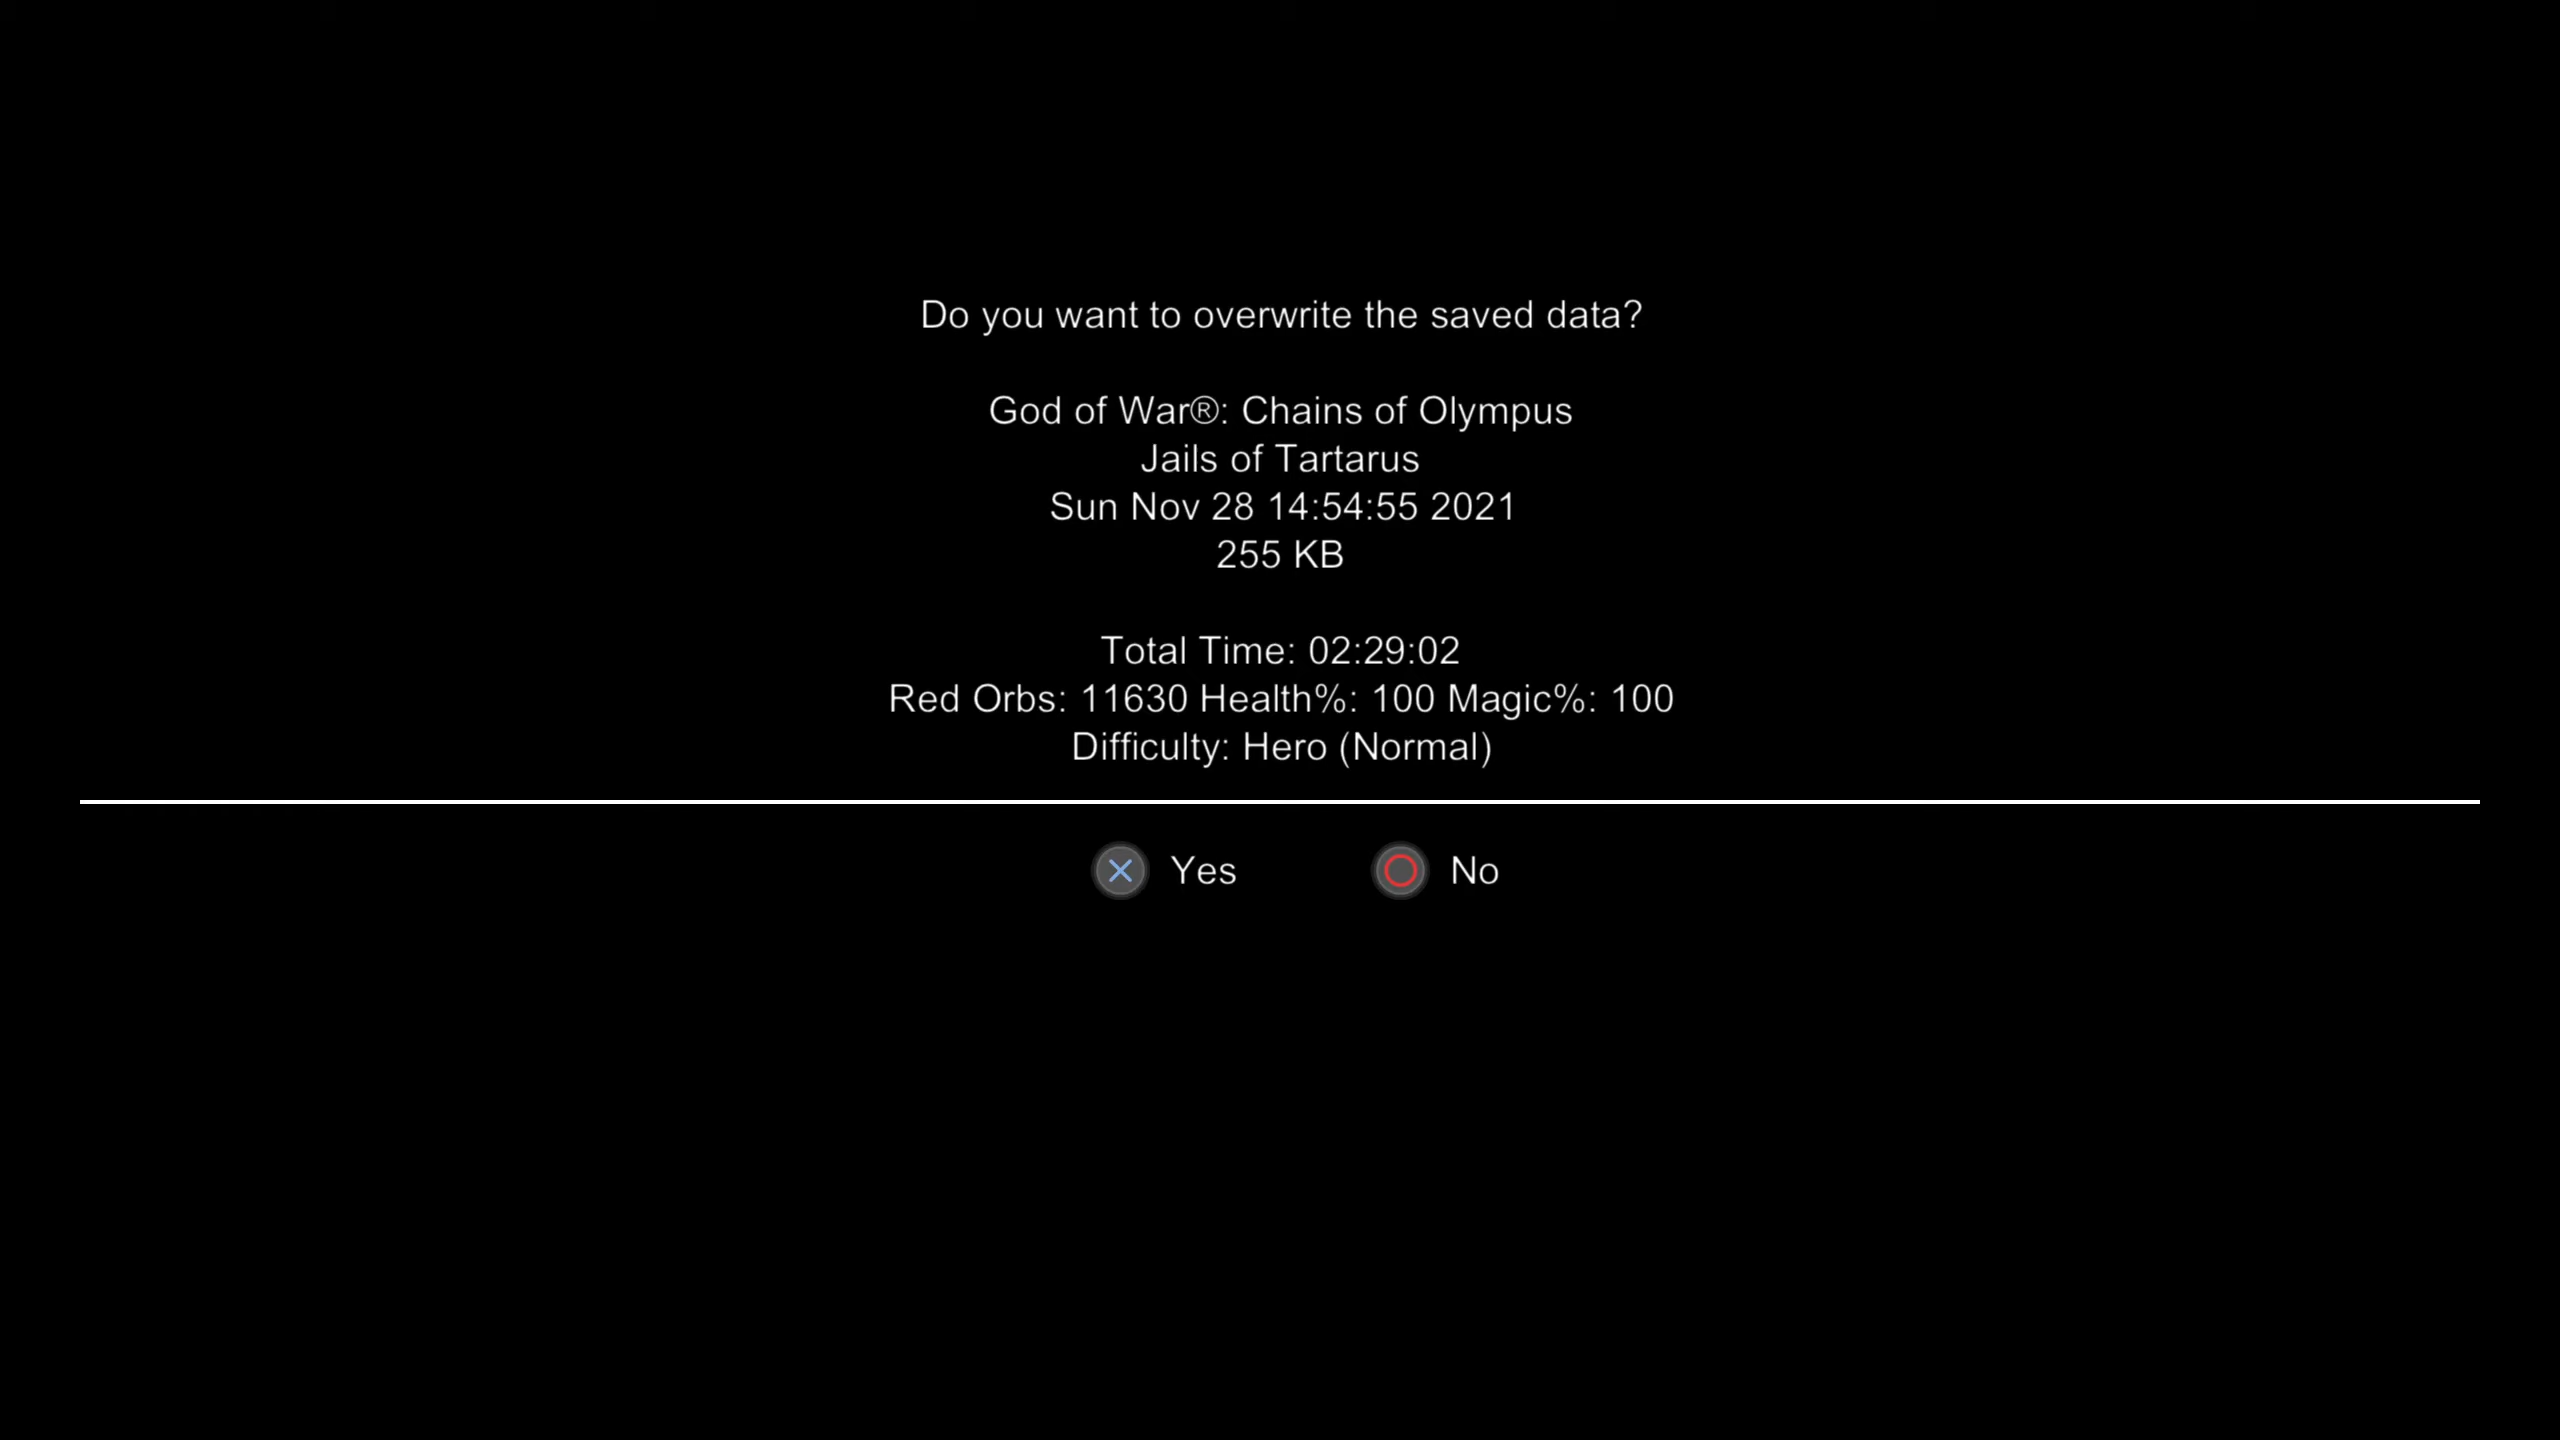 Do you want to overwrite the saved data?
God of War®: Chains of Olympus
Jails of Tartarus
Sun Nov 28 14:54:55 2021
255 KB
Total Time: 02:29:02
Red Orbs: 11630 Health%: 100 Magic%: 100
Difficulty: Hero (Normal)
Yes No